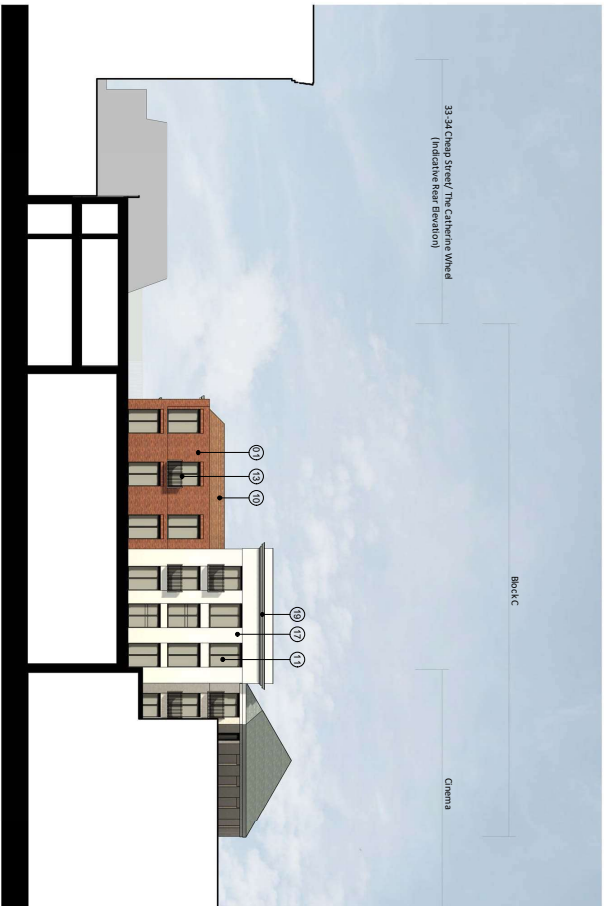 33-34 Cheap Street/ The Catherine Wheel
(Indicative Rear Elevation)
Block C
Cinema
01
13
10
19
17
11